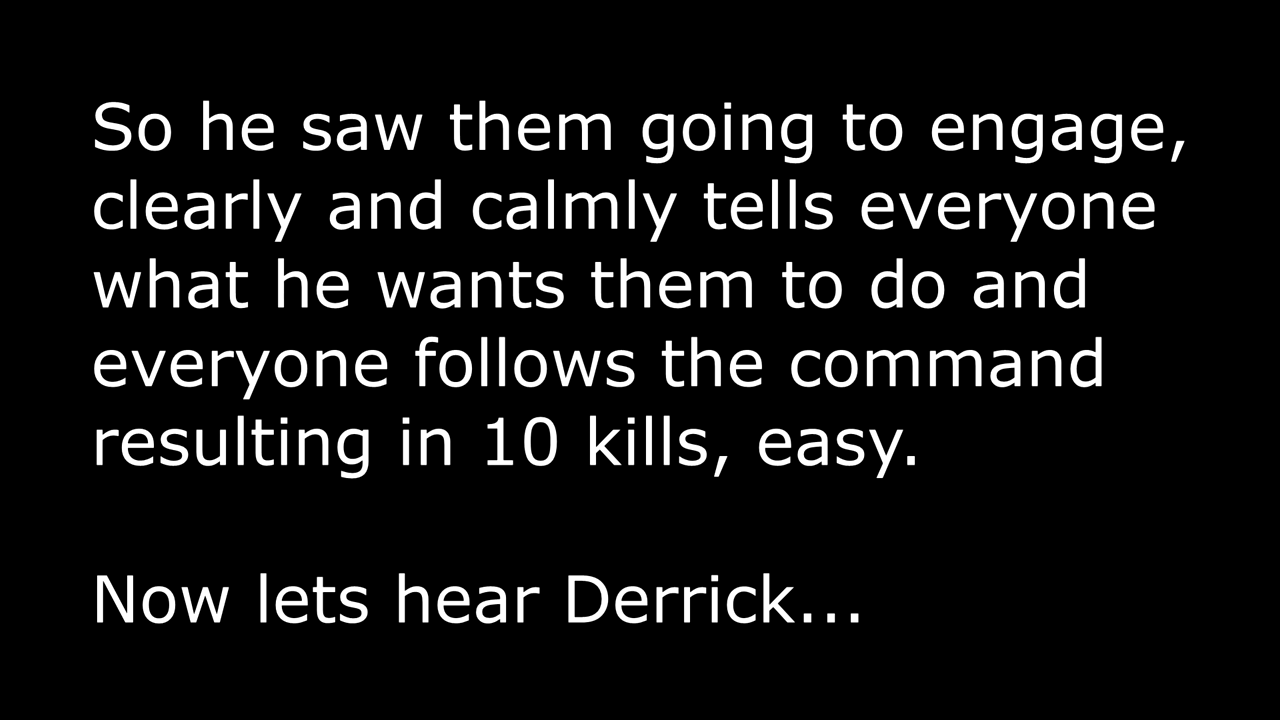 So he saw them going to engage,
clearly and calmly tells everyone
what he wants them to do and
everyone follows the command
resulting in 10 kills, easy.
Now lets hear Derrick...